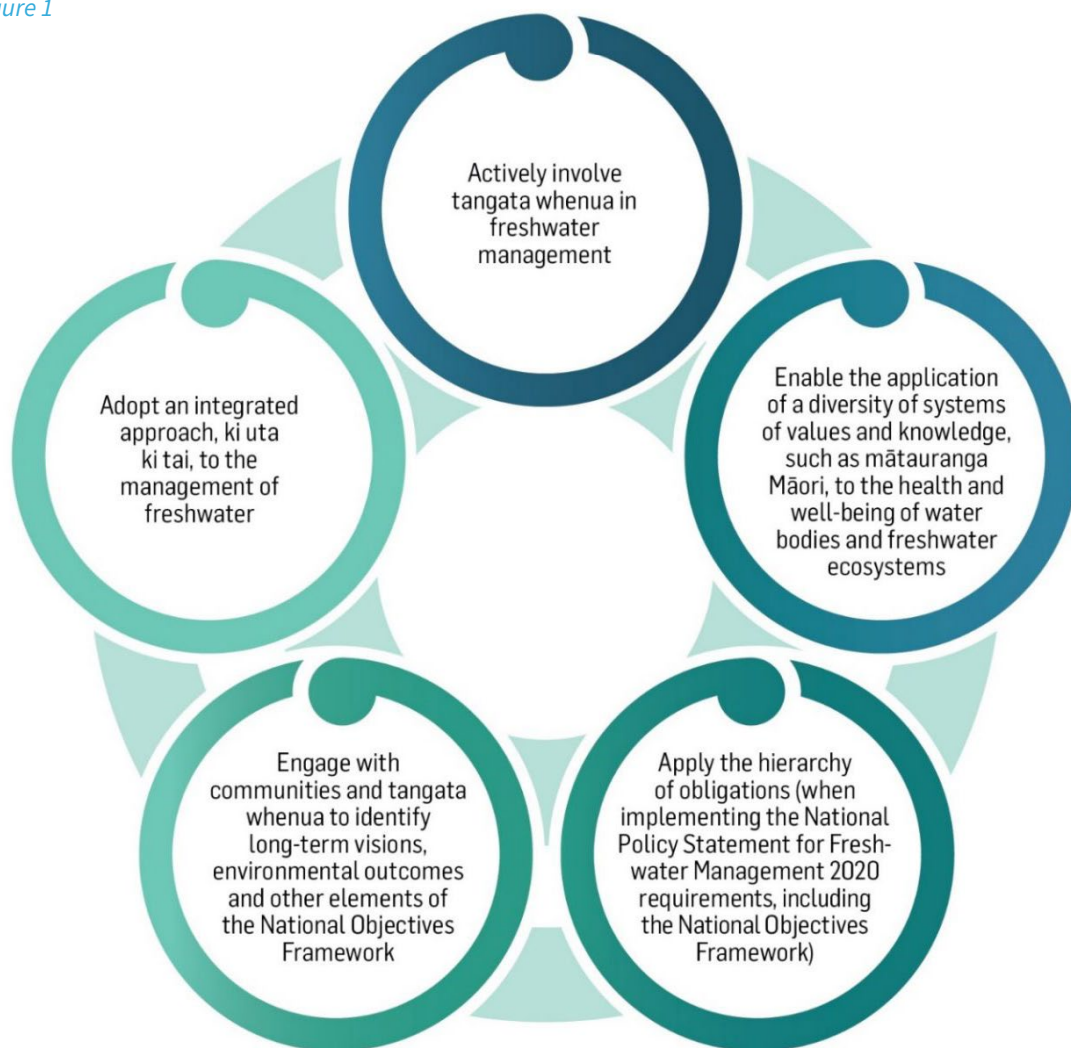 ure 1
Actively involve
tangata whenua in
freshwater
management
Enable the application
of a diversity of systems
of values and knowledge,
such as mātauranga
Māori, to the health and
well-being of water
bodies and freshwater
ecosystems
Apply the hierarchy
of obligations (when
implementing the National
Policy Statement for Fresh-
water Management 2020
requirements, including
the National Objectives
Framework)
Engage with
communities and tangata
whenua to identify
long-term visions,
environmental outcomes
and other elements of
the National Objectives
Framework
Adopt an integrated
approach, ki uta
ki tai, to the
management of
freshwater